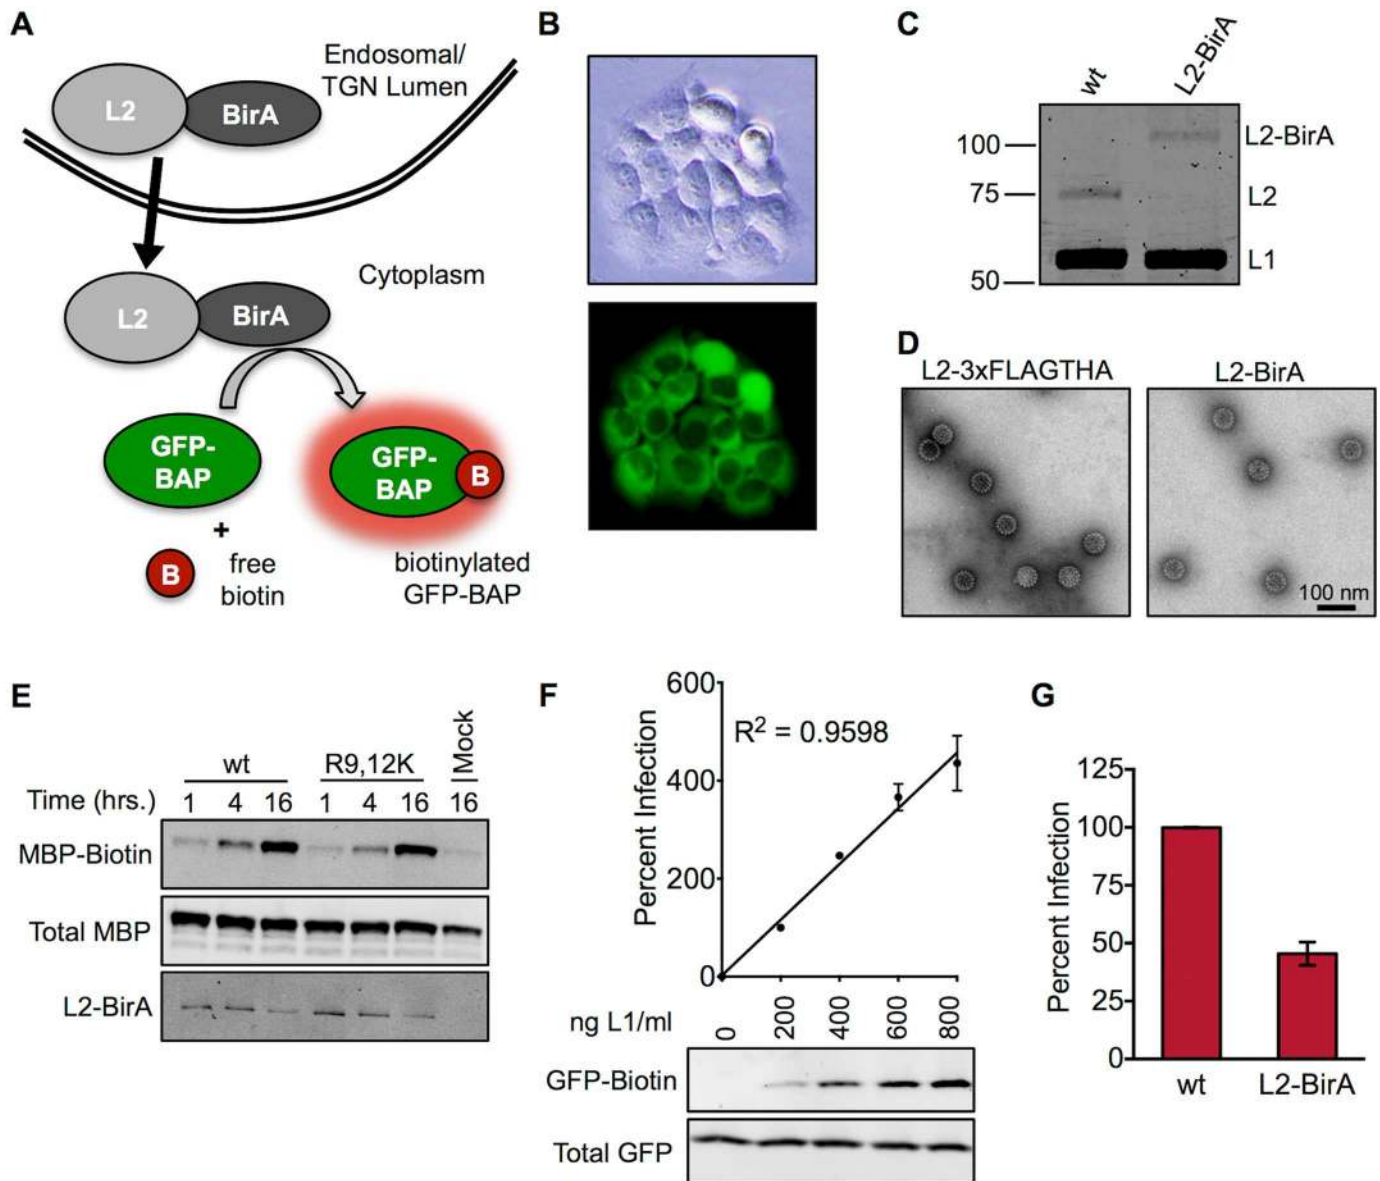 A
Endosomal/
TGN Lumen
L2
BirA
Cytoplasm
L2
BirA
GFP-
BAP
GFP-
BAP
B
+
B
free
biotin
biotinylated
GFP-BAP
B
C
wt
L2-BirA
100
75
50
L2-BirA
L2
L1
D
L2-3xFLAGTHA
L2-BirA
100 nm
E
wt
R9,12K
Mock
Time (hrs.)
1 4 16 1 4 16 16
MBP-Biotin
Total MBP
L2-BirA
F
600
400
200
0
Percent Infection
R² = 0.9598
ng L1/ml
0 200 400 600 800
GFP-Biotin
Total GFP
G
125
100
75
50
25
0
Percent Infection
wt
L2-BirA